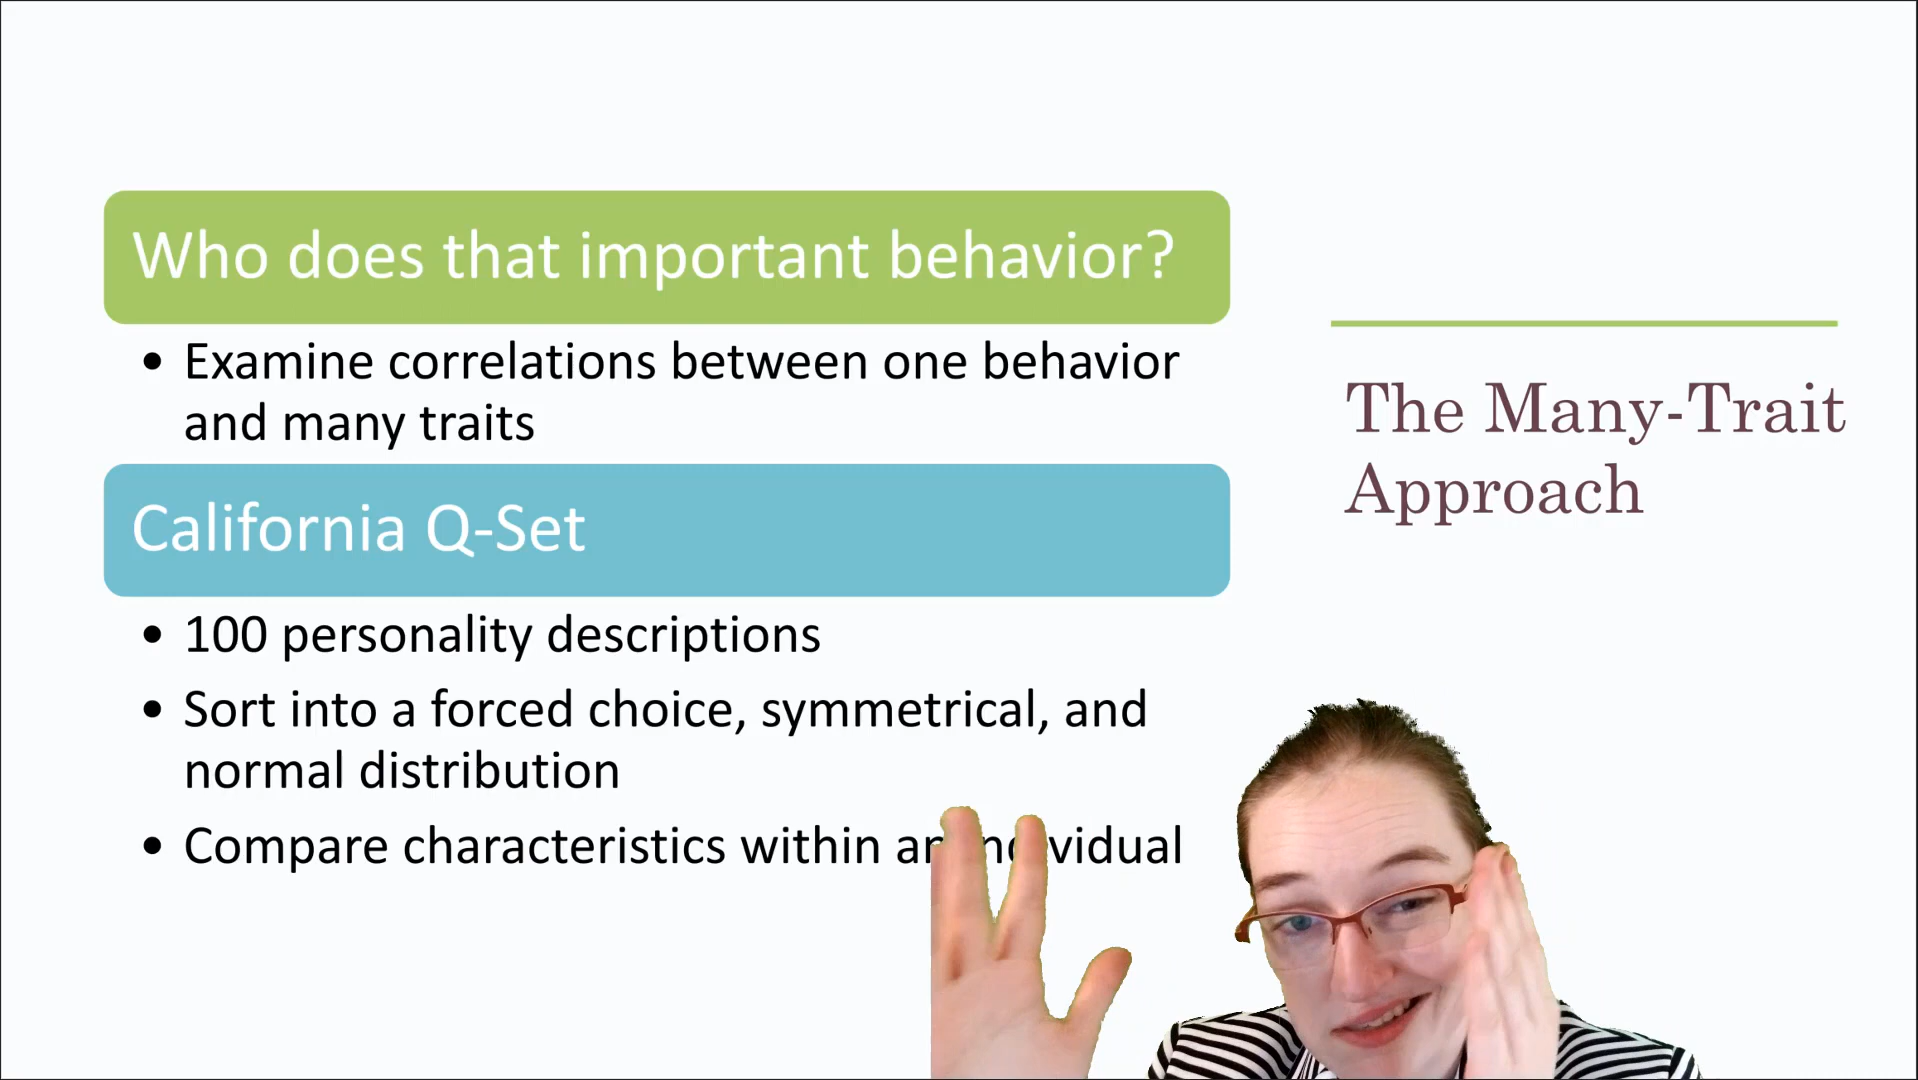 Who does that important behavior?
• Examine correlations between one behavior
and many traits
California Q-Set
• 100 personality descriptions
• Sort into a forced choice, symmetrical, and
normal distribution
• Compare characteristics within
The Many-Trait
Approach